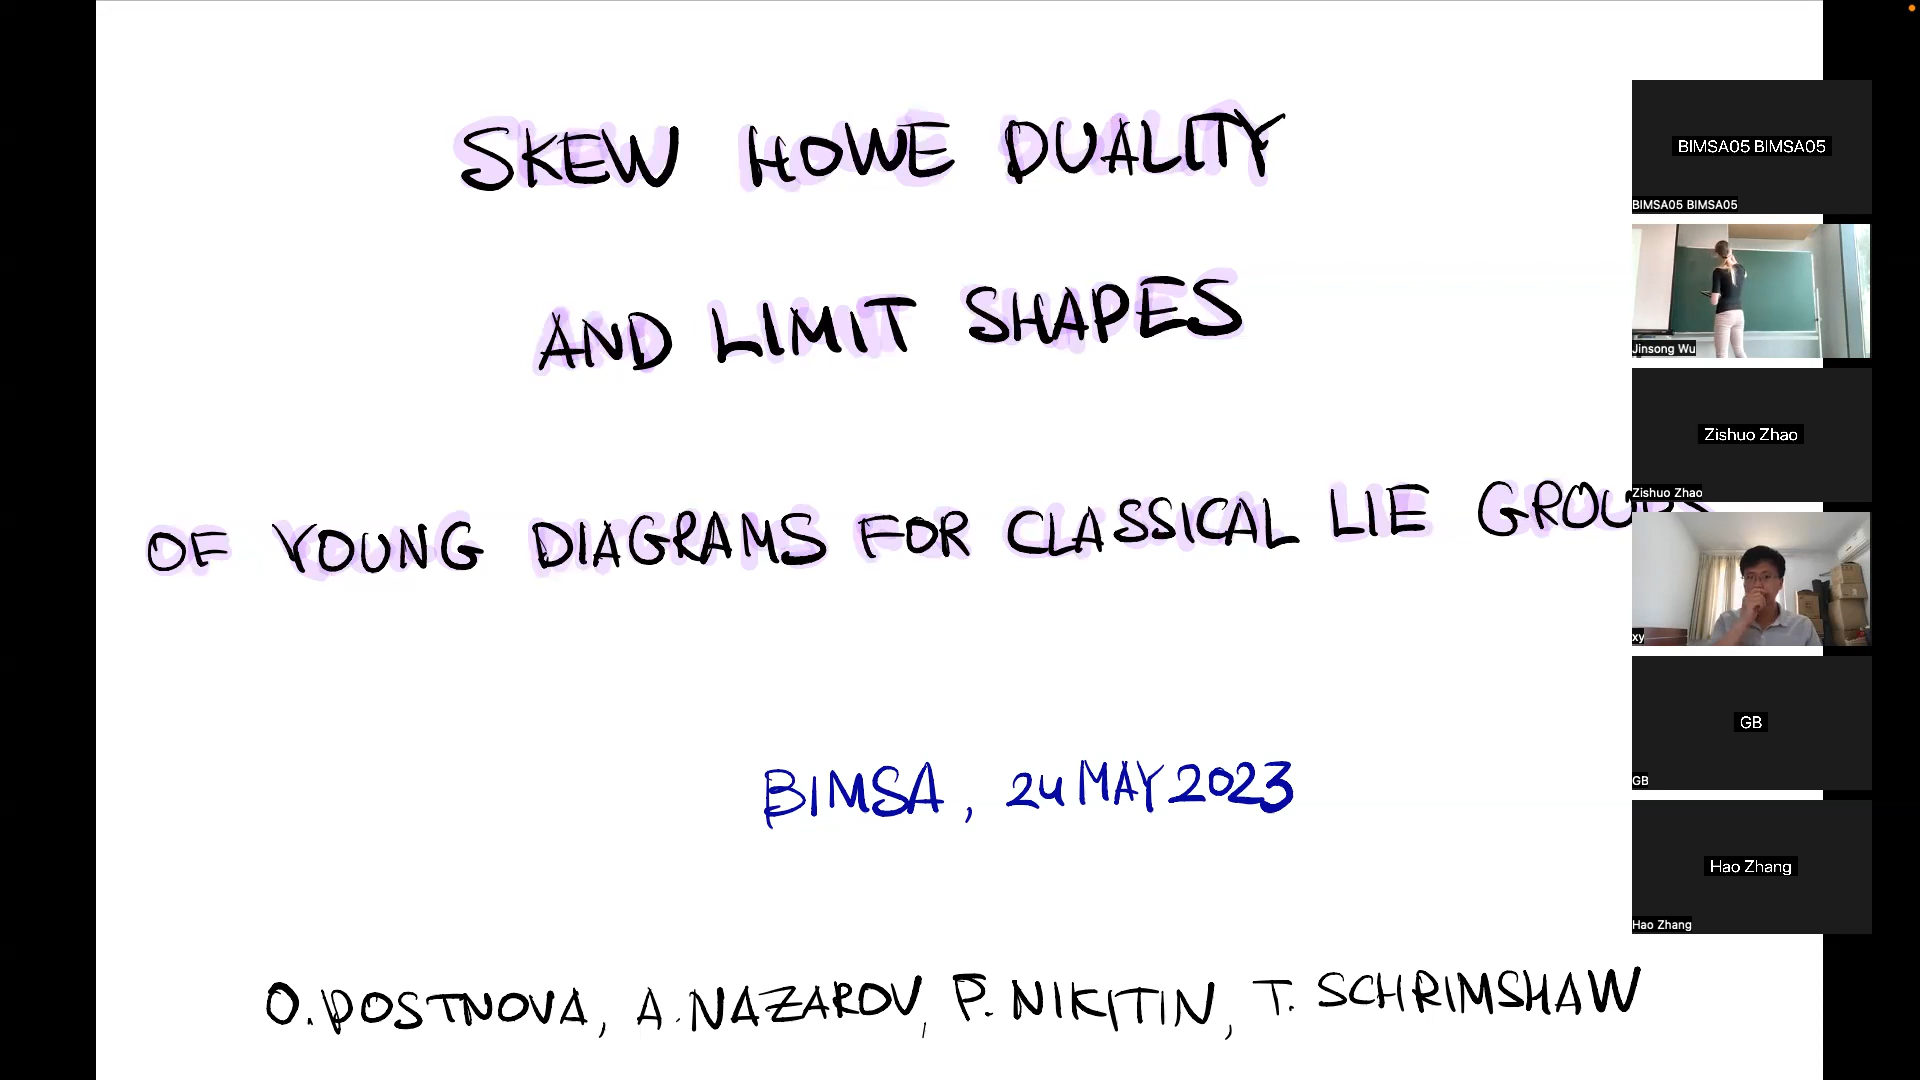 SKEW HOWE DUALITY
AND LIMIT SHAPES
OF YOUNG DIAGRAMS FOR CLASSICAL LIE GROUPS
BIMSA, 24 MAY 2023
O. POSTNOVA, A. NAZAROV, P. NIKITIN, T. SCHRIMSHAW
BIMSA05 BIMSA05
BIMSA05 BIMSA05
Jinsong Wu
Zishuo Zhao
Zishuo Zhao
xy
GB
GB
Hao Zhang
Hao Zhang